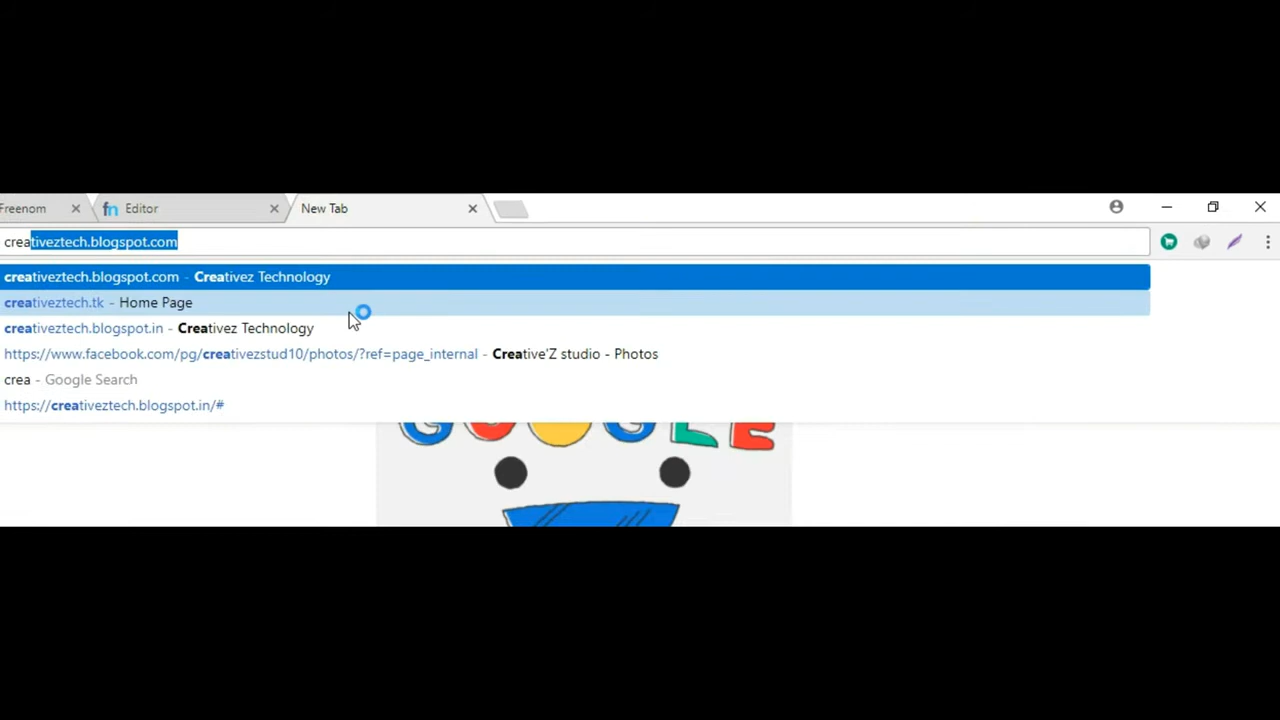 Freenom
fn Editor
New Tab
creativeztech.blogspot.com
creativeztech.blogspot.com - Creativez Technology
creativeztech.tk - Home Page
creativeztech.blogspot.in - Creativez Technology
https://www.facebook.com/pg/creativezstud10/photos/?ref=page_internal - Creative'Z studio - Photos
crea - Google Search
https://creativeztech.blogspot.in/#
GOOGLE